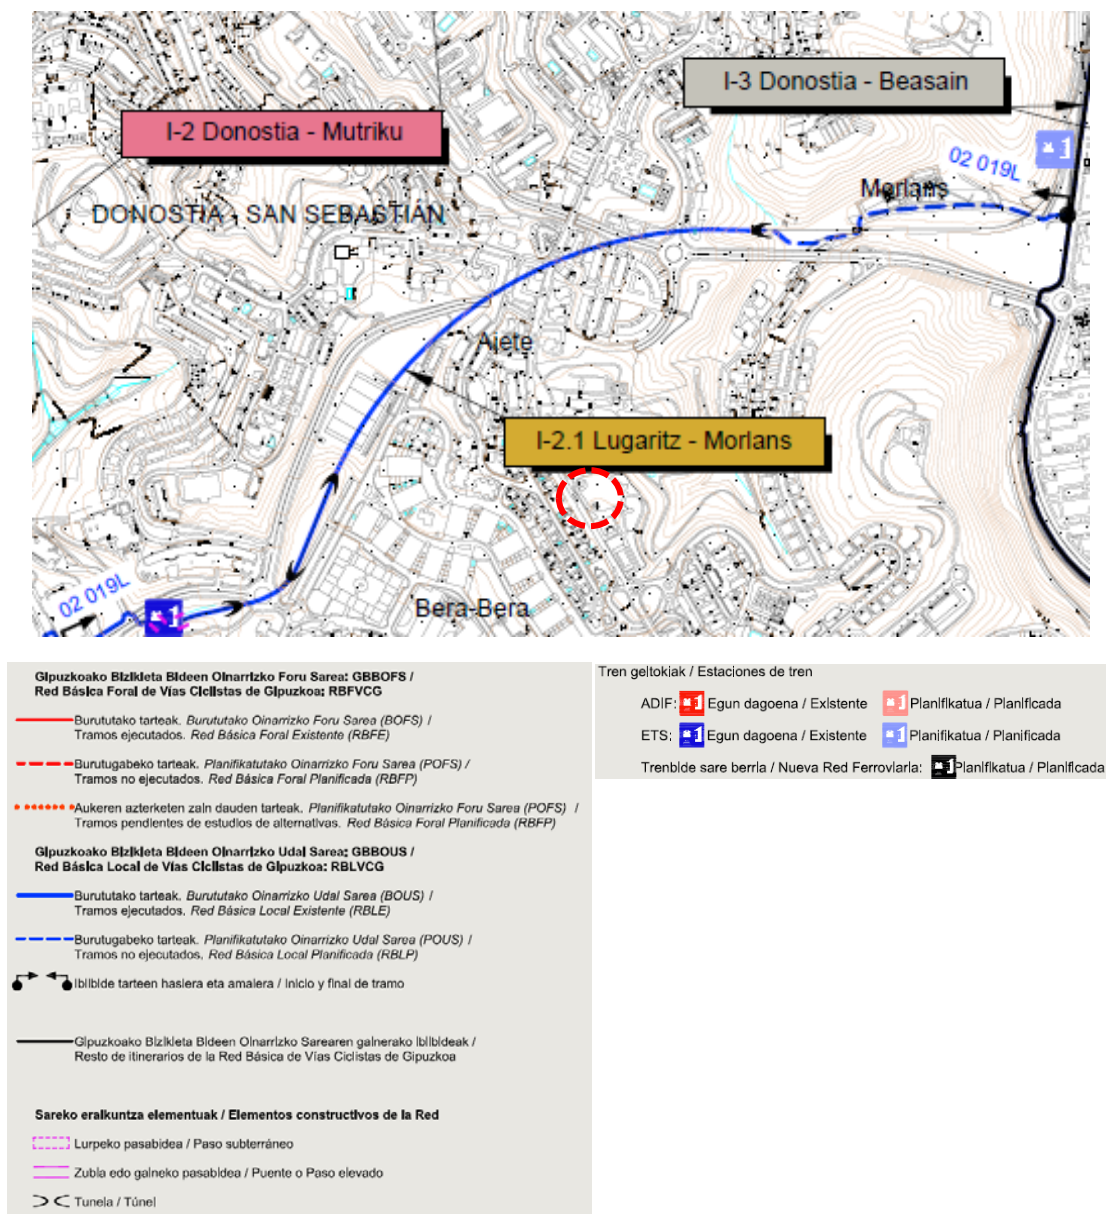 I-3 Donostia - Beasain
I-2 Donostia - Mutriku
02 019L
Morlans
DONOSTIA - SAN SEBASTIÁN
Aiete
I-2.1 Lugaritz - Morlans
02 019L
Bera-Bera
Gipuzkoako Bizikleta Bideen Oinarrizko Foru Sarea: GBBOFS /
Red Básica Foral de Vías Ciclistas de Gipuzkoa: RBFVCG
Burututako tarteak. Burututako Oinarrizko Foru Sarea (BOFS) /
Tramos ejecutados. Red Básica Foral Existente (RBFE)
Burutugabeko tarteak. Planifikatutako Oinarrizko Foru Sarea (POFS) /
Tramos no ejecutados. Red Básica Foral Planificada (RBFP)
Aukeren azterketen zain dauden tarteak. Planifikatutako Oinarrizko Foru Sarea (POFS) /
Tramos pendientes de estudios de alternativas. Red Básica Foral Planificada (RBFP)
Gipuzkoako Bizikleta Bideen Oinarrizko Udal Sarea: GBBOUS /
Red Básica Local de Vías Ciclistas de Gipuzkoa: RBLVCG
Burututako tarteak. Burututako Oinarrizko Udal Sarea (BOUS) /
Tramos ejecutados. Red Básica Local Existente (RBLE)
Burutugabeko tarteak. Planifikatutako Oinarrizko Udal Sarea (POUS) /
Tramos no ejecutados. Red Básica Local Planificada (RBLP)
Ibilbide tarteen hasiera eta amaiera / Inicio y final de tramo
Gipuzkoako Bizikleta Bideen Oinarrizko Sarearen gainerako ibilbideak /
Resto de itinerarios de la Red Básica de Vías Ciclistas de Gipuzkoa
Sareko eraikuntza elementuak / Elementos constructivos de la Red
Lurpeko pasabidea / Paso subterráneo
Zubia edo gaineko pasabidea / Puente o Paso elevado
Tunela / Túnel
Tren geltokiak / Estaciones de tren
ADIF: Egun dagoena / Existente Planifikatua / Planificada
ETS: Egun dagoena / Existente Planifikatua / Planificada
Trenbide sare berria / Nueva Red Ferroviaria: Planifikatua / Planificada